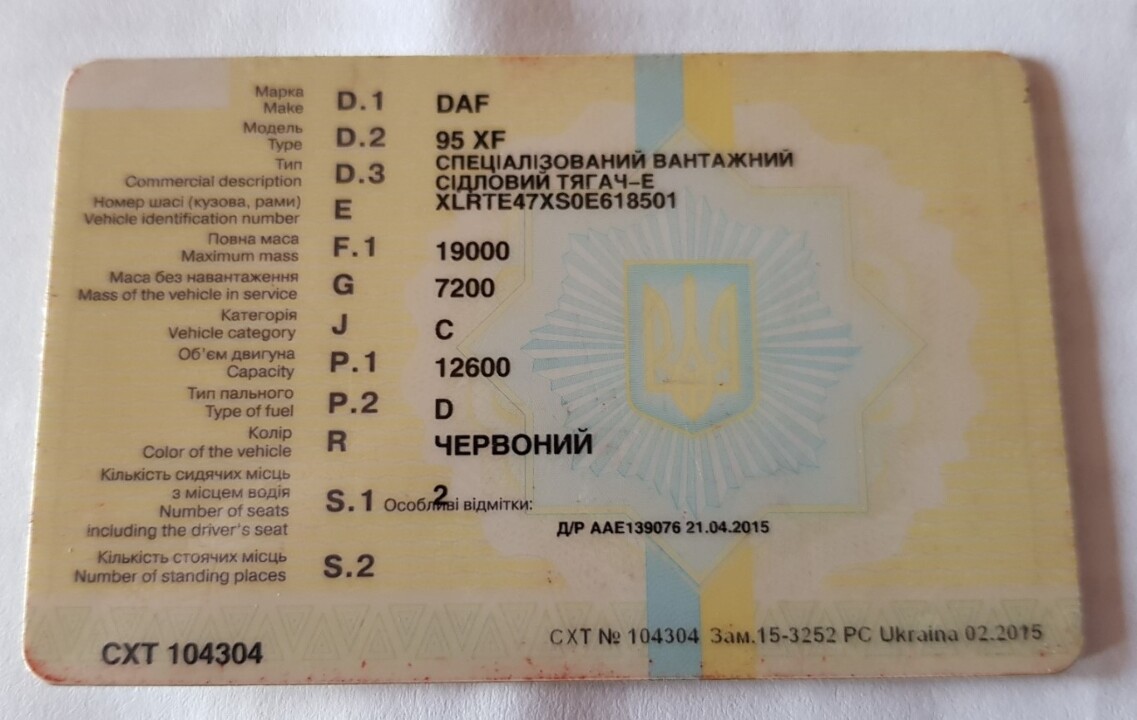 Марка
Make D.1 DAF
Модель
Type D.2 95 XF
Тип
Commercial description D.3 СПЕЦІАЛІЗОВАНИЙ ВАНТАЖНИЙ
СІДЛОВИЙ ТЯГАЧ–Е
Номер шасі (кузова, рами)
Vehicle identification number E XLRTE47XS0E618501
Повна маса
Maximum mass F.1 19000
Маса без навантаження
Mass of the vehicle in service G 7200
Категорія
Vehicle category J C
Об'єм двигуна
Capacity P.1 12600
Тип пального
Type of fuel P.2 D
Колір
Color of the vehicle R ЧЕРВОНИЙ
Кількість сидячих місць
з місцем водія
Number of seats
including the driver's seat S.1 2
Особливі відмітки:
Д/Р ААЕ139076 21.04.2015
Кількість стоячих місць
Number of standing places S.2
СХТ № 104304 Зам.15-3252 РС Ukraina 02.2015
СХТ 104304